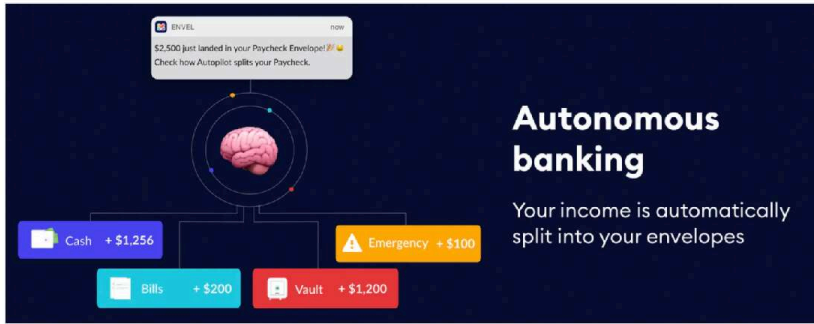 ENVEL now
$2,500 just landed in your Paycheck Envelope!🎉😀
Check how Autopilot splits your Paycheck.
Autonomous
banking
Your income is automatically
split into your envelopes
Cash + $1,256
Emergency + $100
Bills + $200
Vault + $1,200